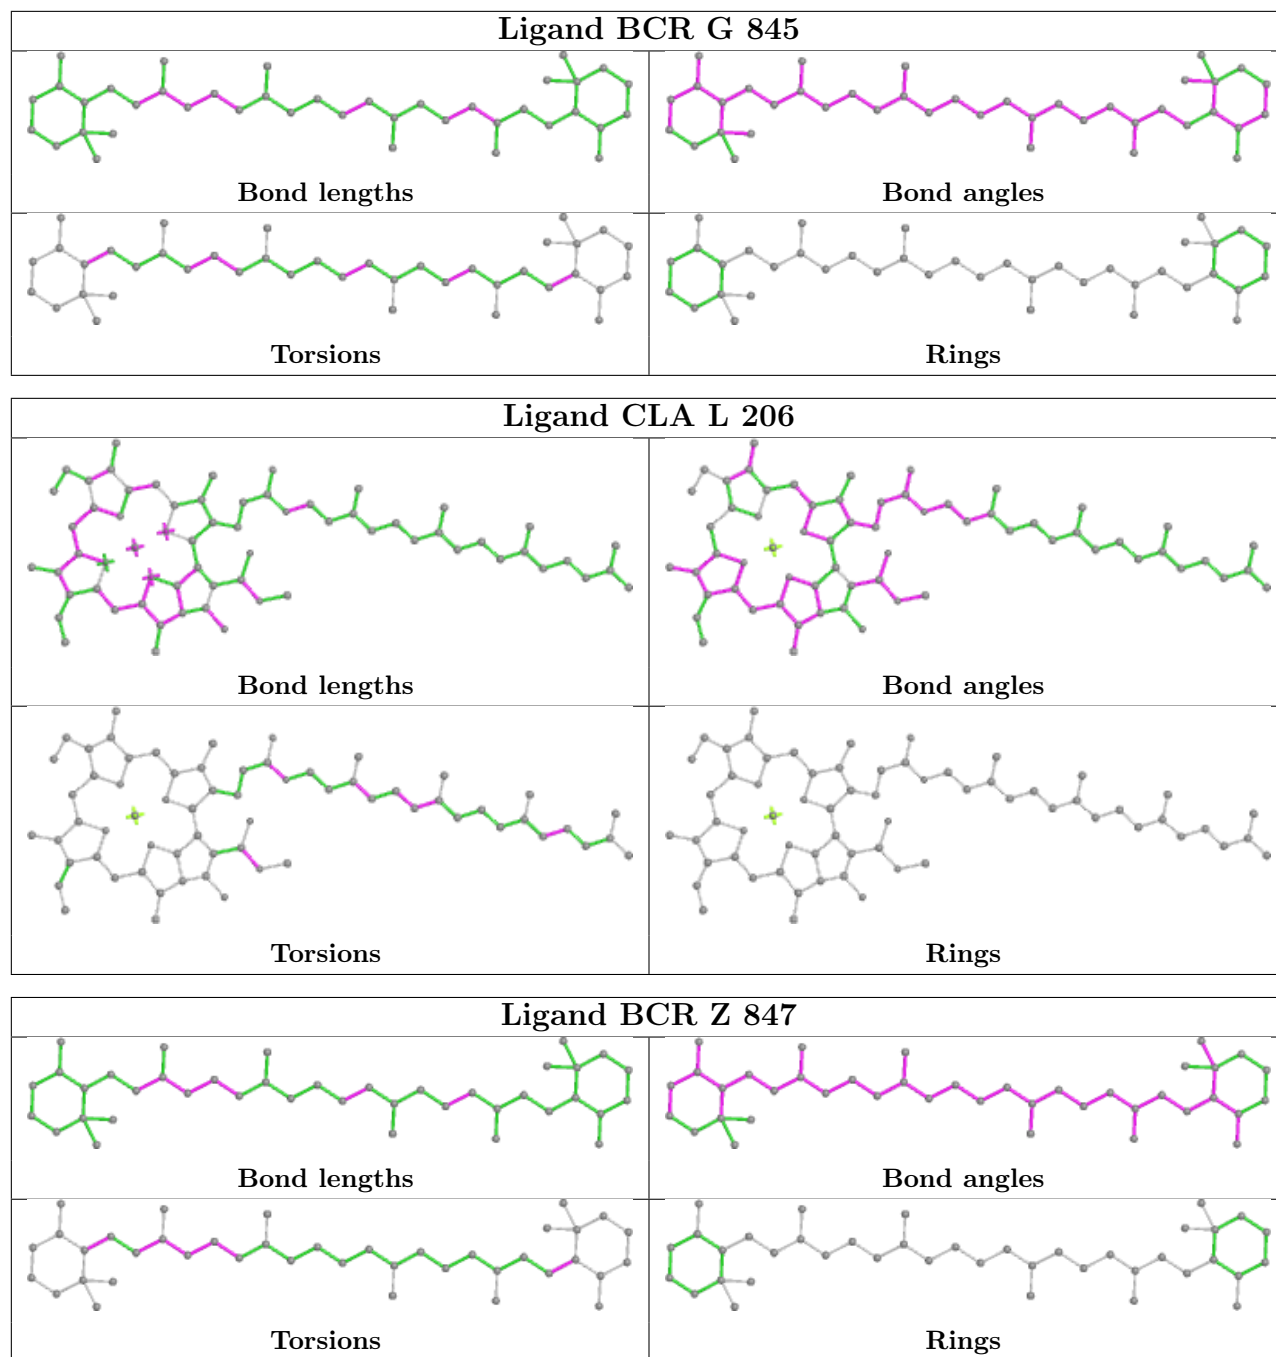 Ligand BCR G 845
Bond lengths
Bond angles
Torsions
Rings
Ligand CLA L 206
Bond lengths
Bond angles
Torsions
Rings
Ligand BCR Z 847
Bond lengths
Bond angles
Torsions
Rings